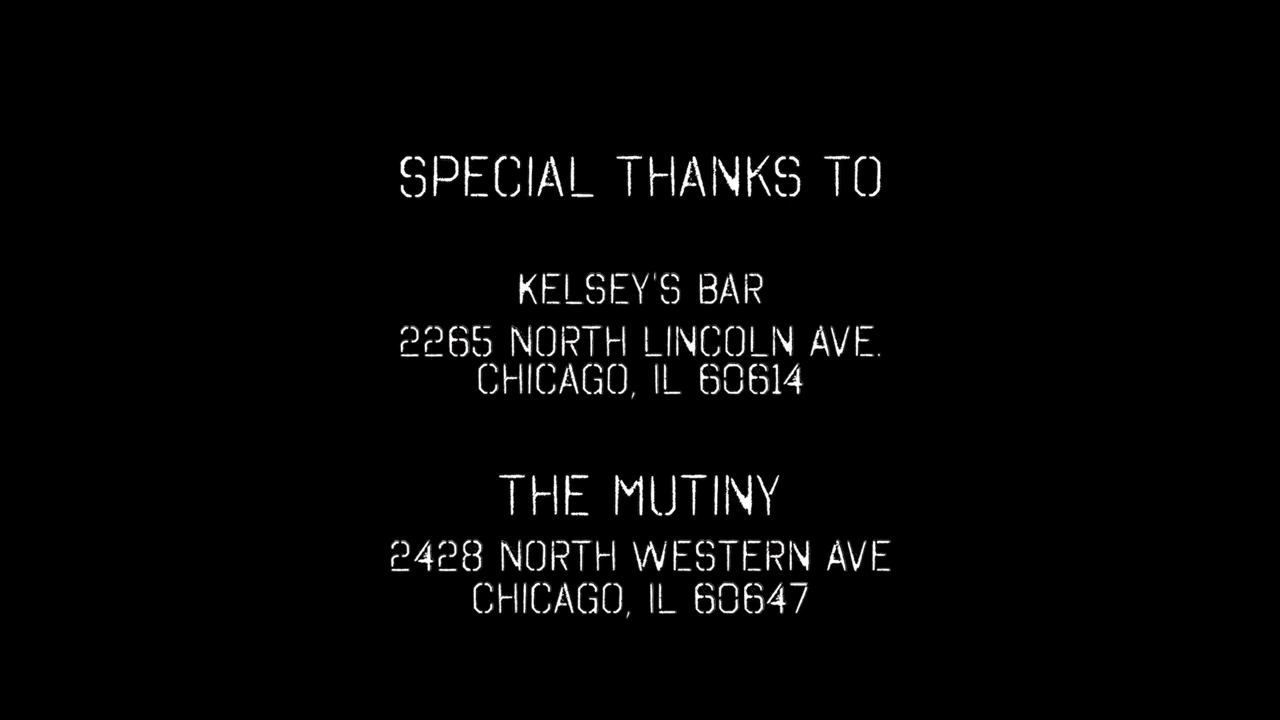 SPECIAL THANKS TO
KELSEY'S BAR
2265 NORTH LINCOLN AVE.
CHICAGO, IL 60614
THE MUTINY
2428 NORTH WESTERN AVE
CHICAGO, IL 60647